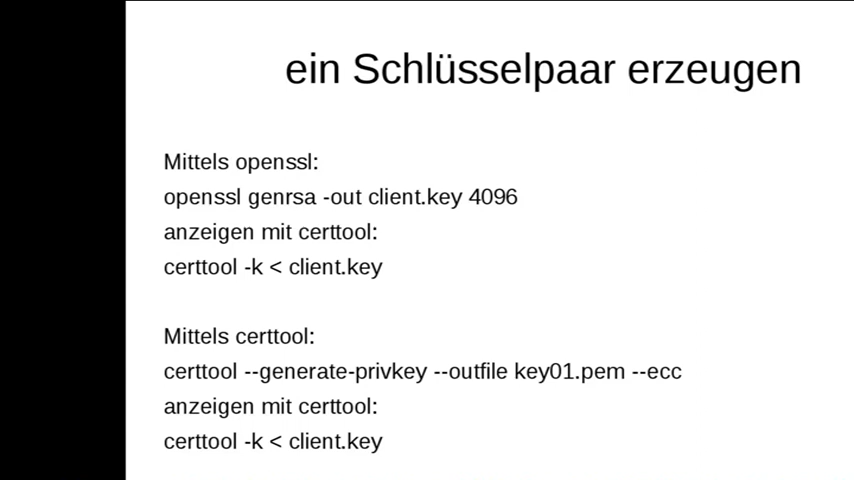 ein Schlüsselpaar erzeugen
Mittels openssl:
openssl genrsa -out client.key 4096
anzeigen mit certtool:
certtool -k < client.key
Mittels certtool:
certtool --generate-privkey --outfile key01.pem --ecc
anzeigen mit certtool:
certtool -k < client.key